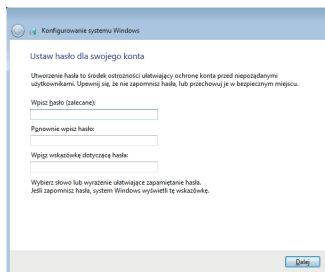 Konfigurowanie systemu Windows
Ustaw hasło dla swojego konta
Utworzenie hasła to środek ostrożności ułatwiający ochronę konta przed niepożądanymi
użytkownikami. Upewnij się, że nie zapomnisz hasła, lub przechowuj je w bezpiecznym miejscu.
Wpisz hasło (zalecane):
Ponownie wpisz hasło:
Wpisz wskazówkę dotyczącą hasła:
Wybierz słowo lub wyrażenie ułatwiające zapamiętanie hasła.
Jeśli zapomnisz hasła, system Windows wyświetli tę wskazówkę.
Dalej